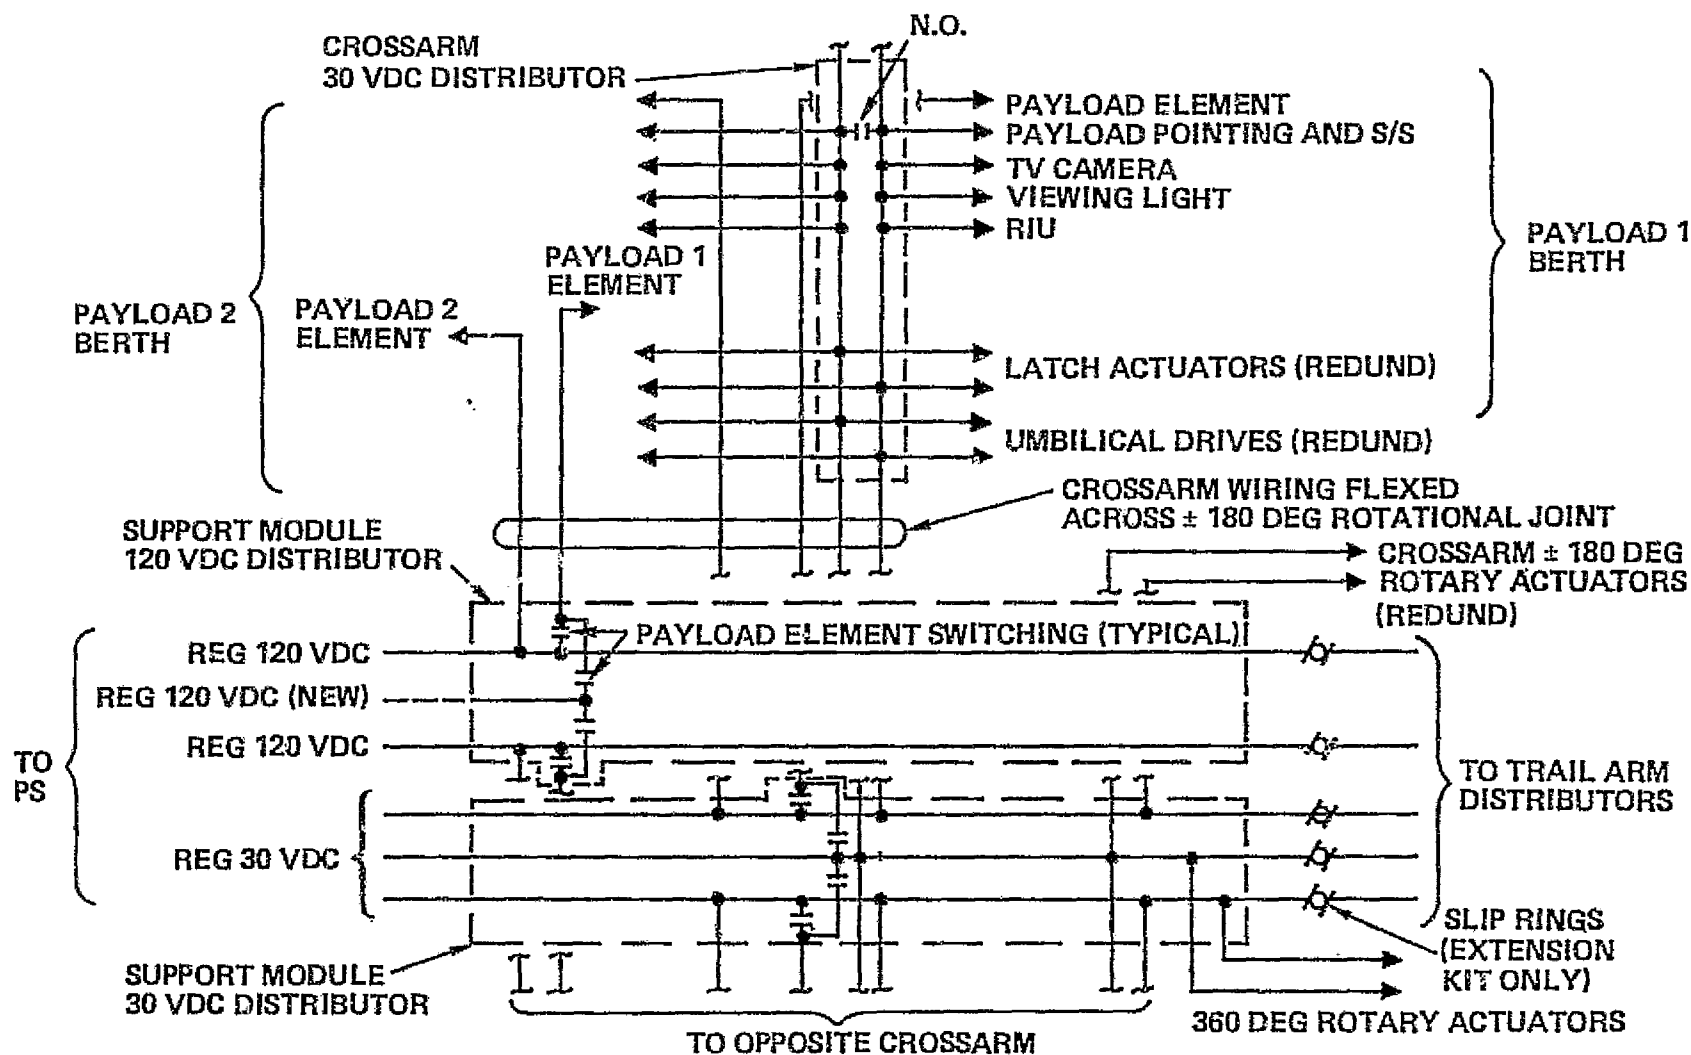 N.O.
CROSSARM
30 VDC DISTRIBUTOR
PAYLOAD ELEMENT
PAYLOAD POINTING AND S/S
TV CAMERA
VIEWING LIGHT
RIU
PAYLOAD 1
BERTH
PAYLOAD 1
ELEMENT
PAYLOAD 2
BERTH
PAYLOAD 2
ELEMENT
LATCH ACTUATORS (REDUND)
UMBILICAL DRIVES (REDUND)
CROSSARM WIRING FLEXED
ACROSS ± 180 DEG ROTATIONAL JOINT
SUPPORT MODULE
120 VDC DISTRIBUTOR
CROSSARM ± 180 DEG
ROTARY ACTUATORS
(REDUND)
PAYLOAD ELEMENT SWITCHING (TYPICAL)
REG 120 VDC
REG 120 VDC (NEW)
REG 120 VDC
TO
PS
TO TRAIL ARM
DISTRIBUTORS
REG 30 VDC
SLIP RINGS
(EXTENSION
KIT ONLY)
SUPPORT MODULE
30 VDC DISTRIBUTOR
360 DEG ROTARY ACTUATORS
TO OPPOSITE CROSSARM